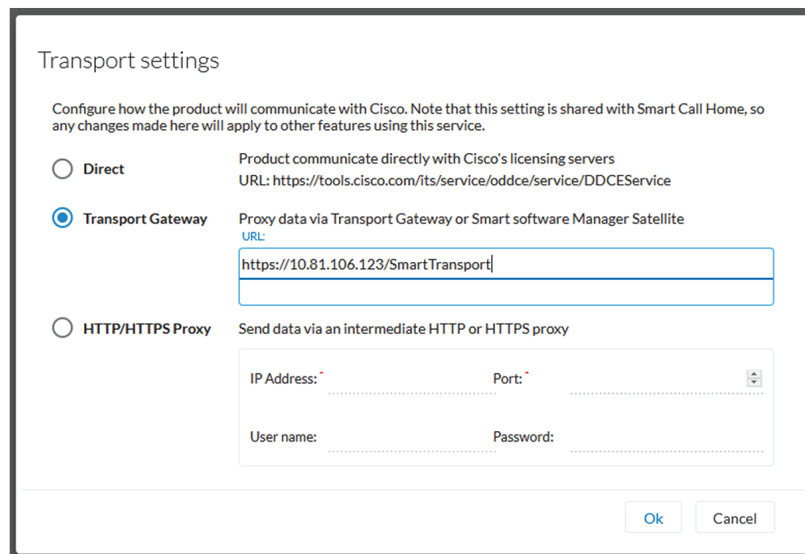 Transport settings
Configure how the product will communicate with Cisco. Note that this setting is shared with Smart Call Home, so
any changes made here will apply to other features using this service.
Direct
Product communicate directly with Cisco's licensing servers
URL: https://tools.cisco.com/its/service/oddce/service/DDCEService
Transport Gateway
Proxy data via Transport Gateway or Smart software Manager Satellite
URL:
https://10.81.106.123/SmartTransport
HTTP/HTTPS Proxy
Send data via an intermediate HTTP or HTTPS proxy
IP Address:
Port:
User name:
Password:
Ok
Cancel